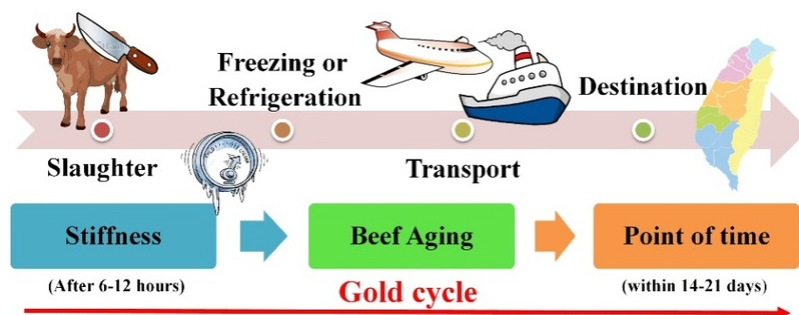 Freezing or
Refrigeration
Destination
Slaughter
Transport
Stiffness
Beef Aging
Point of time
(After 6-12 hours)
Gold cycle
(within 14-21 days)